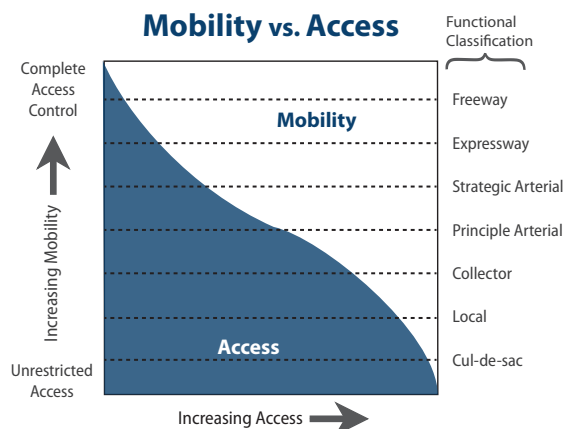 Mobility vs. Access
Functional
Classification
Complete
Access
Control
Increasing Mobility
Unrestricted
Access
Mobility
Access
Freeway
Expressway
Strategic Arterial
Principle Arterial
Collector
Local
Cul-de-sac
Increasing Access